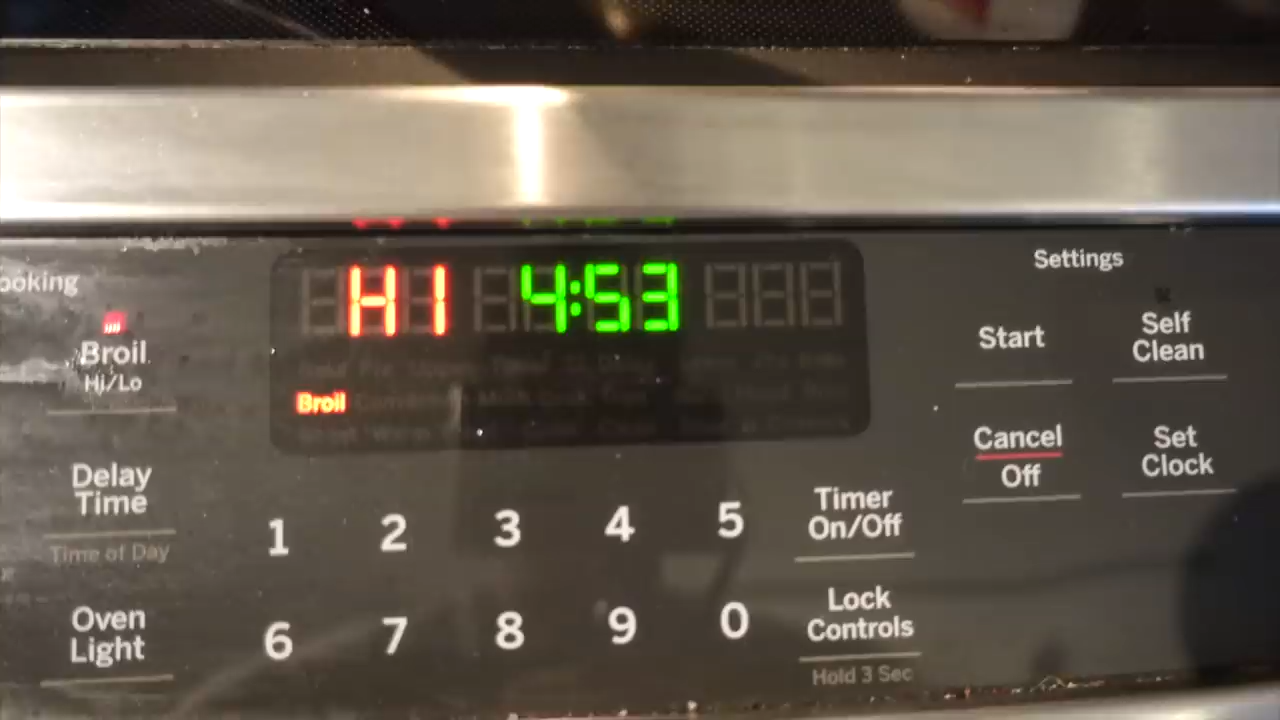 HI 4:53
Broil
ooking
Broil
Hi/Lo
Delay
Time
Time of Day
Oven
Light
1 2 3 4 5
6 7 8 9 0
Timer
On/Off
Lock
Controls
Hold 3 Sec
Settings
Start
Self
Clean
Cancel
Off
Set
Clock